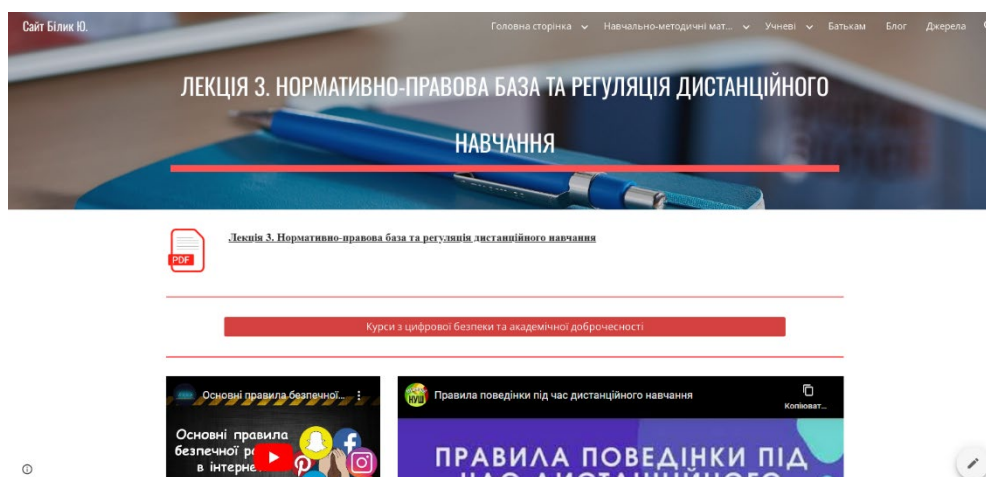 Сайт Білик Ю.
Головна сторінка
Навчально-методичні мат...
Учневі
Батькам
Блог
Джерела
ЛЕКЦІЯ 3. НОРМАТИВНО-ПРАВОВА БАЗА ТА РЕГУЛЯЦІЯ ДИСТАНЦІЙНОГО
НАВЧАННЯ
PDF
Лекція 3. Нормативно-правова база та регуляція дистанційного навчання
Курси з цифрової безпеки та академічної доброчесності
Основні правила безпечної...
Основні правила
безпечної
в інтерне
Правила поведінки під час дистанційного навчання
НУШ
Копіюват...
ПРАВИЛА ПОВЕДІНКИ ПІД
ЧАС ДИСТАНЦІЙНОГО